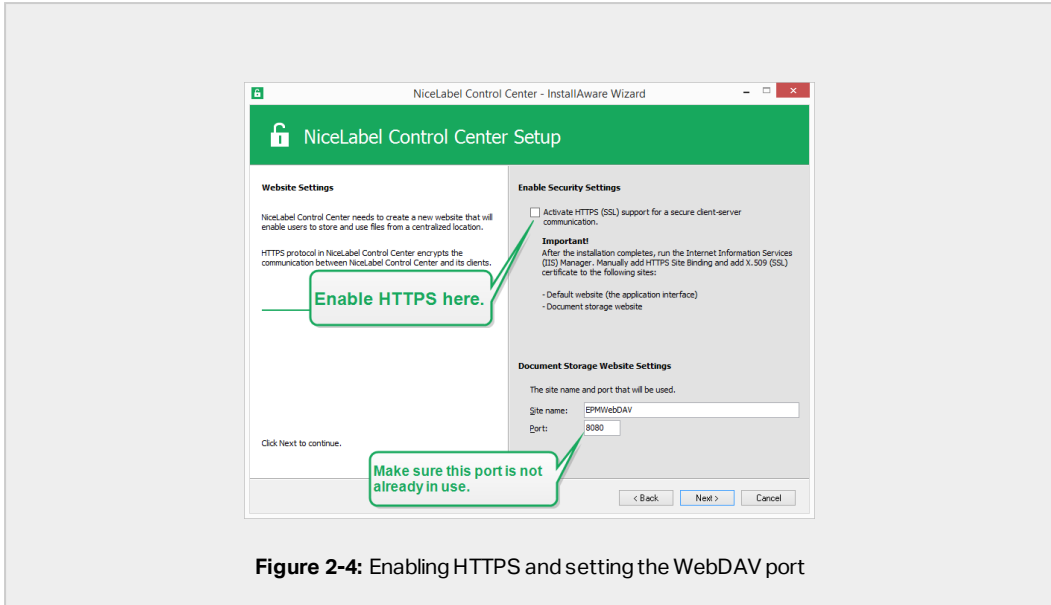 NiceLabel Control Center - InstallAware Wizard
NiceLabel Control Center Setup
Website Settings
NiceLabel Control Center needs to create a new website that will
enable users to store and use files from a centralized location.
HTTPS protocol in NiceLabel Control Center encrypts the
communication between NiceLabel Control Center and its clients.
Enable HTTPS here.
Click Next to continue.
Enable Security Settings
Activate HTTPS (SSL) support for a secure client-server
communication.
Important!
After the installation completes, run the Internet Information Services
(IIS) Manager. Manually add HTTPS Site Binding and add X.509 (SSL)
certificate to the following sites:
- Default website (the application interface)
- Document storage website
Document Storage Website Settings
The site name and port that will be used.
Site name: EPMWebDAV
Port: 8080
Make sure this port is not
already in use.
< Back Next > Cancel
Figure 2-4: Enabling HTTPS and setting the WebDAV port